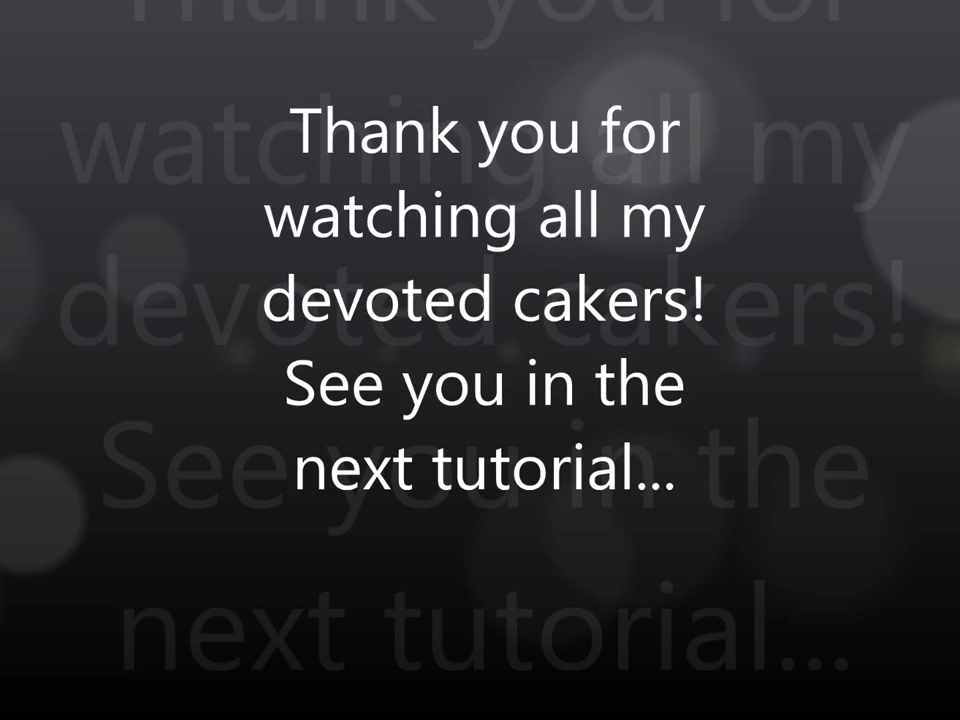 Thank you for
watching all my
devoted cakers!
See you in the
next tutorial...